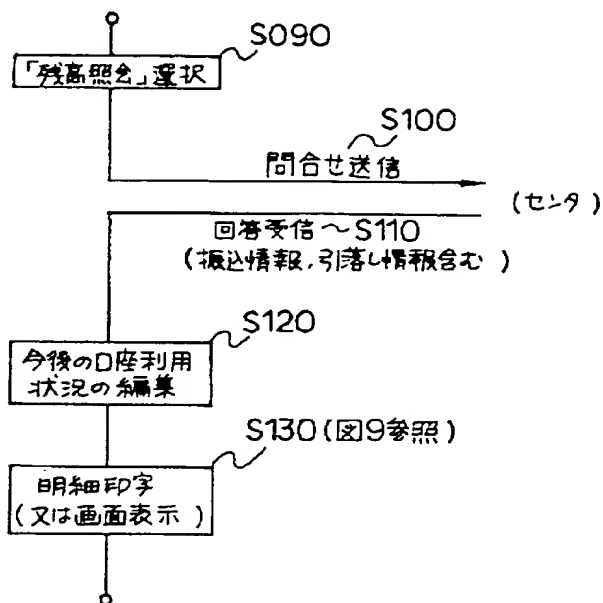 S090
「残高照会」選択
S100
問合せ送信
(センタ)
回答受信〜S110
(振込情報,引落し情報含む)
S120
今後の口座利用
状況の編集
S130(図9参照)
明細印字
(又は画面表示)